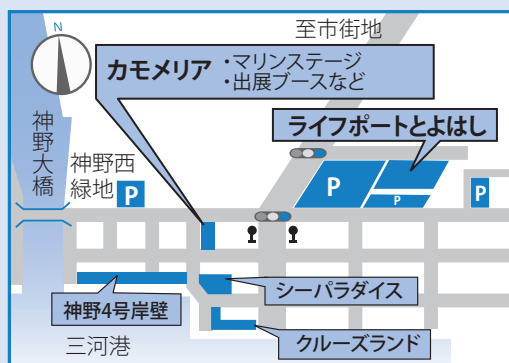 至市街地
N
カモメリア
・マリンステージ
・出展ブースなど
神野大橋
ライフポートとよはし
神野西
緑地
P
P
P
P
シーパラダイス
神野4号岸壁
クルーズランド
三河港